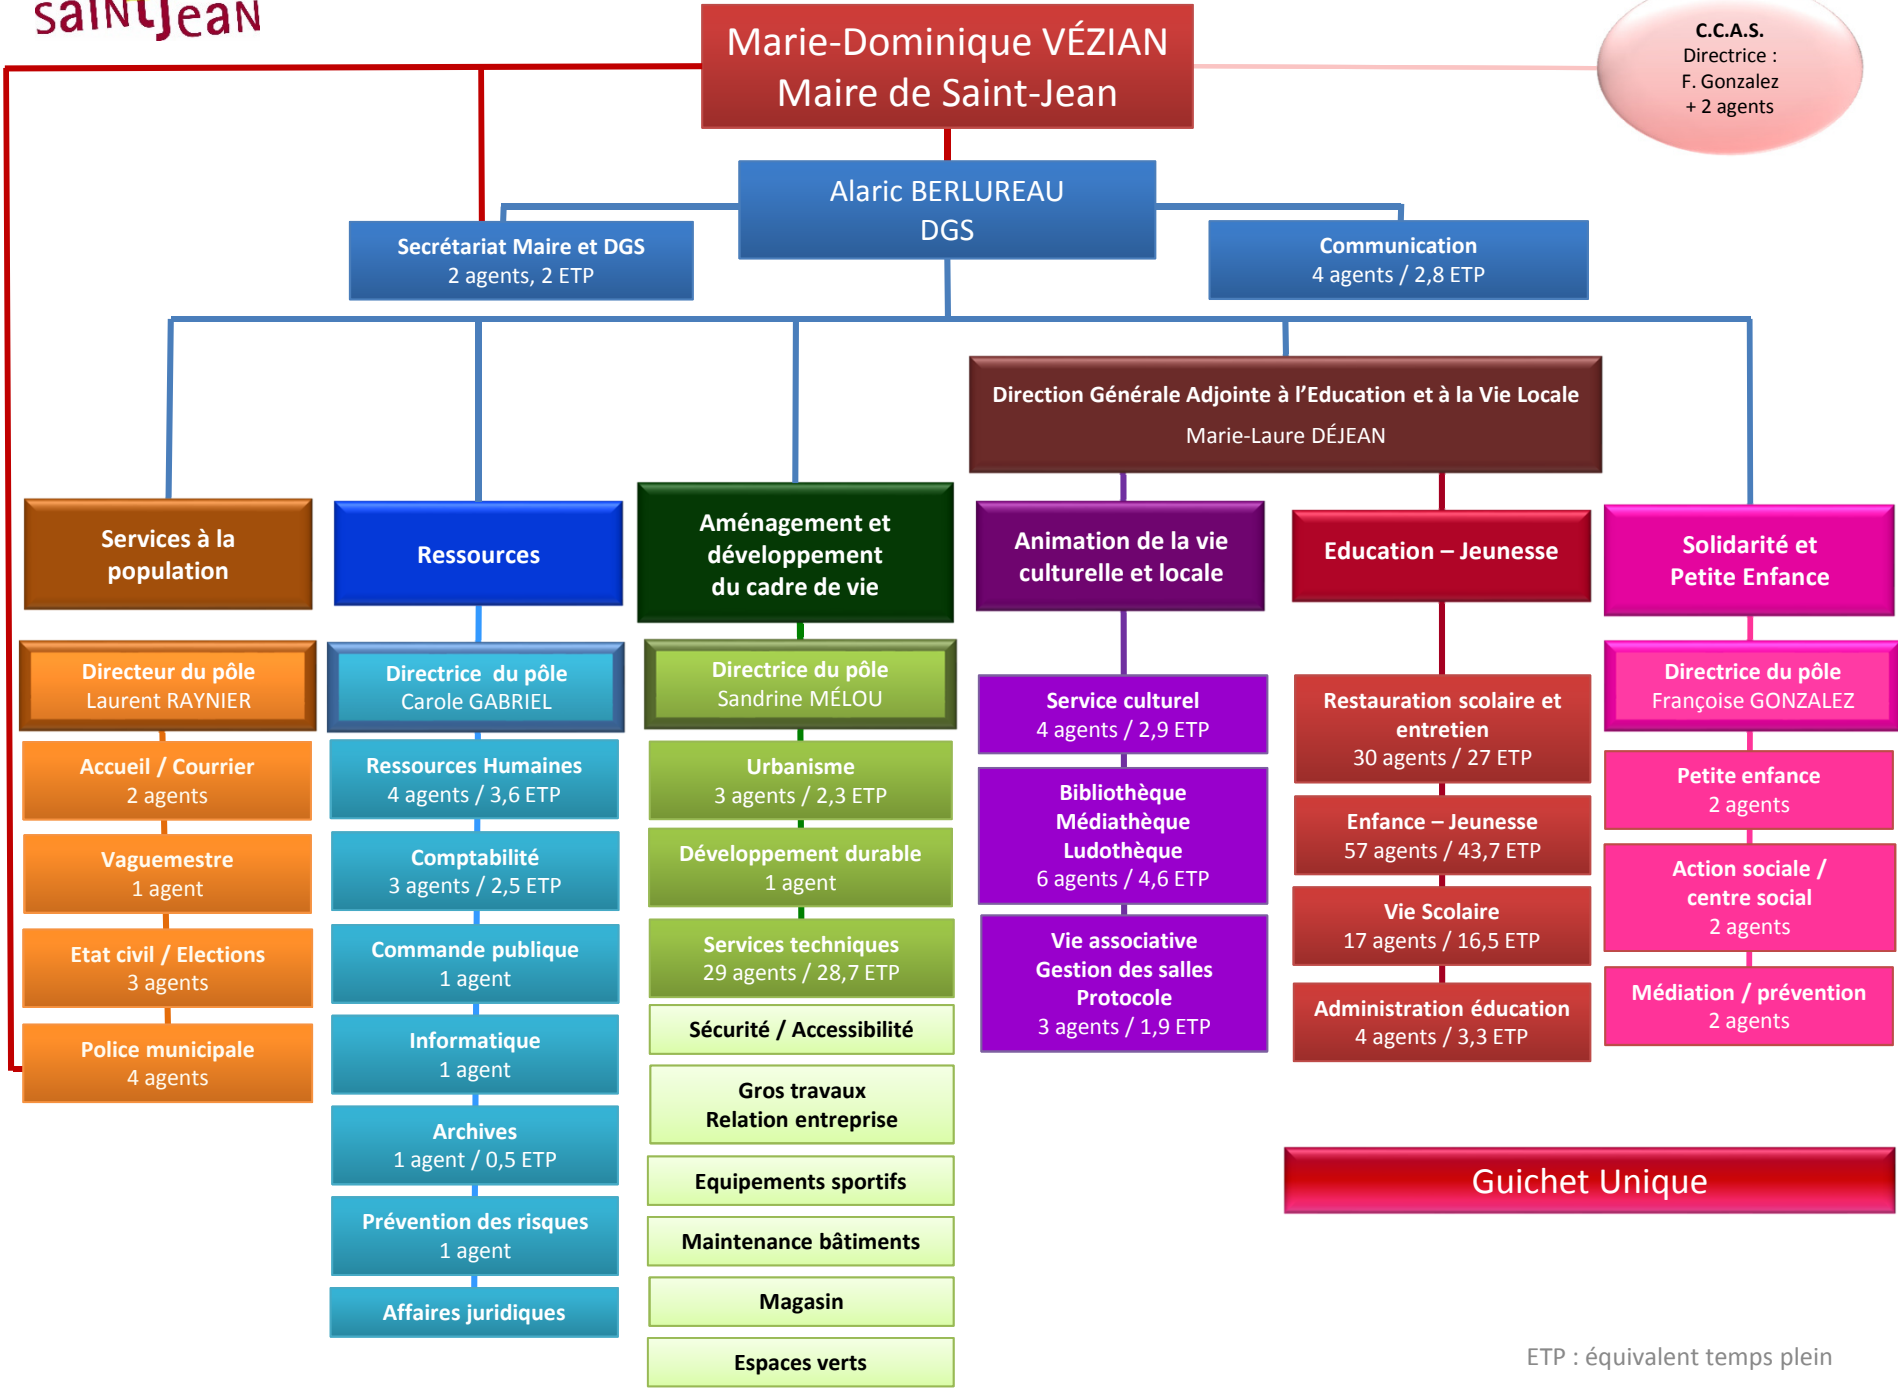 saintJean
Marie-Dominique VÉZIAN
Maire de Saint-Jean
C.C.A.S.
Directrice :
F. Gonzalez
+ 2 agents
Alaric BERLUREAU
DGS
Secrétariat Maire et DGS
2 agents, 2 ETP
Communication
4 agents / 2,8 ETP
Direction Générale Adjointe à l'Education et à la Vie Locale
Marie-Laure DÉJEAN
Services à la
population
Directeur du pôle
Laurent RAYNIER
Accueil / Courrier
2 agents
Vaguemestre
1 agent
Etat civil / Elections
3 agents
Police municipale
4 agents
Ressources
Directrice du pôle
Carole GABRIEL
Ressources Humaines
4 agents / 3,6 ETP
Comptabilité
3 agents / 2,5 ETP
Commande publique
1 agent
Informatique
1 agent
Archives
1 agent / 0,5 ETP
Prévention des risques
1 agent
Affaires juridiques
Aménagement et
développement
du cadre de vie
Directrice du pôle
Sandrine MÉLOU
Urbanisme
3 agents / 2,3 ETP
Développement durable
1 agent
Services techniques
29 agents / 28,7 ETP
Sécurité / Accessibilité
Gros travaux
Relation entreprise
Equipements sportifs
Maintenance bâtiments
Magasin
Espaces verts
Animation de la vie
culturelle et locale
Service culturel
4 agents / 2,9 ETP
Bibliothèque
Médiathèque
Ludothèque
6 agents / 4,6 ETP
Vie associative
Gestion des salles
Protocole
3 agents / 1,9 ETP
Education – Jeunesse
Restauration scolaire et
entretien
30 agents / 27 ETP
Enfance – Jeunesse
57 agents / 43,7 ETP
Vie Scolaire
17 agents / 16,5 ETP
Administration éducation
4 agents / 3,3 ETP
Solidarité et
Petite Enfance
Directrice du pôle
Françoise GONZALEZ
Petite enfance
2 agents
Action sociale /
centre social
2 agents
Médiation / prévention
2 agents
Guichet Unique
ETP : équivalent temps plein